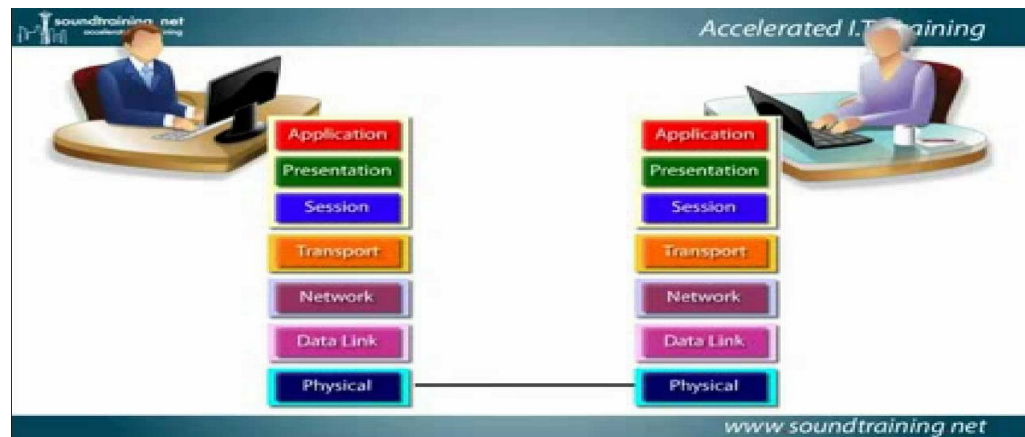 soundtraining.net
Accelerated I.T.
Application
Presentation
Session
Transport
Network
Data Link
Physical
Application
Presentation
Session
Transport
Network
Data Link
Physical
www soundtraining net